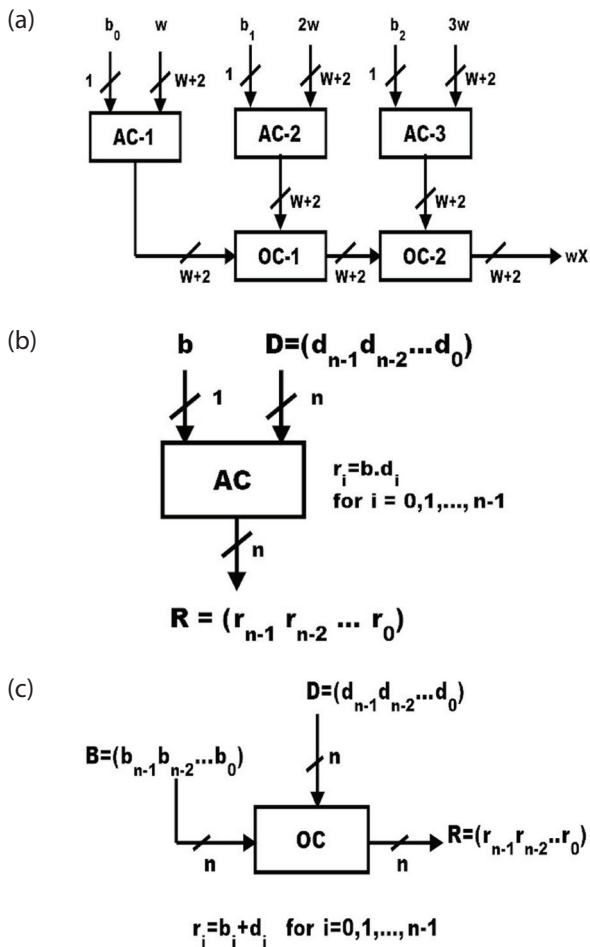 (a)
b₀ w b₁ 2w b₂ 3w
1 W+2 1 W+2 1 W+2
AC-1 AC-2 AC-3
W+2 W+2
OC-1 OC-2 wX
W+2 W+2 W+2
(b)
b D=(dₙ₋₁dₙ₋₂...d₀)
1 n
AC
rᵢ=b.dᵢ
for i = 0,1,..., n-1
n
R = (rₙ₋₁ rₙ₋₂ ... r₀)
(c)
D=(dₙ₋₁dₙ₋₂...d₀)
B=(bₙ₋₁bₙ₋₂...b₀)
n
OC
n n
R=(rₙ₋₁rₙ₋₂..r₀)
rᵢ=bᵢ+dᵢ for i=0,1,..., n-1